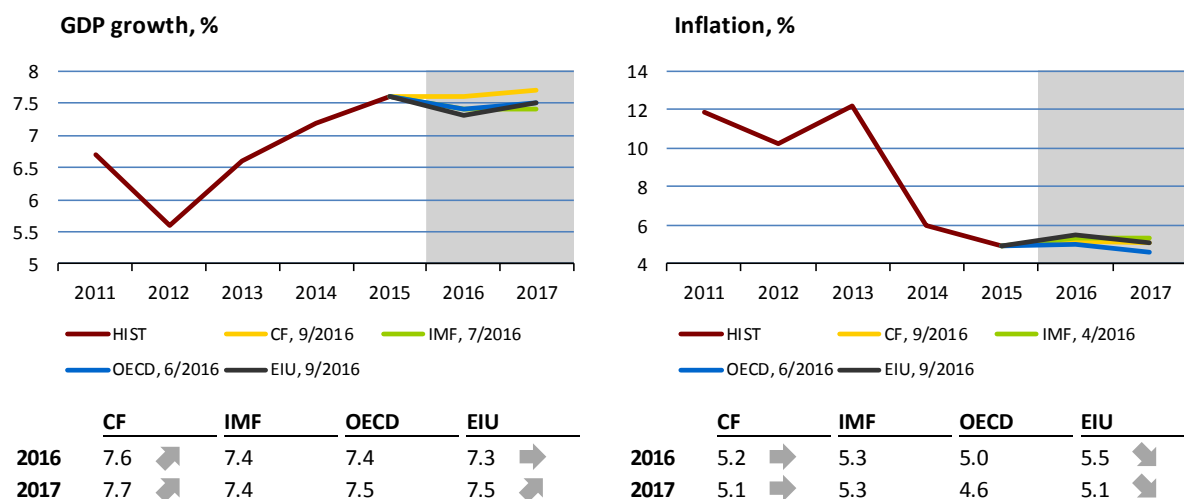 GDP growth, %
8
7.5
7
6.5
6
5.5
5
2011 2012 2013 2014 2015 2016 2017
HIST CF, 9/2016 IMF, 7/2016
OECD, 6/2016 EIU, 9/2016
CF IMF OECD EIU
2016 7.6 7.4 7.4 7.3
2017 7.7 7.4 7.5 7.5
Inflation, %
14
12
10
8
6
4
2011 2012 2013 2014 2015 2016 2017
HIST CF, 9/2016 IMF, 4/2016
OECD, 6/2016 EIU, 9/2016
CF IMF OECD EIU
2016 5.2 5.3 5.0 5.5
2017 5.1 5.3 4.6 5.1